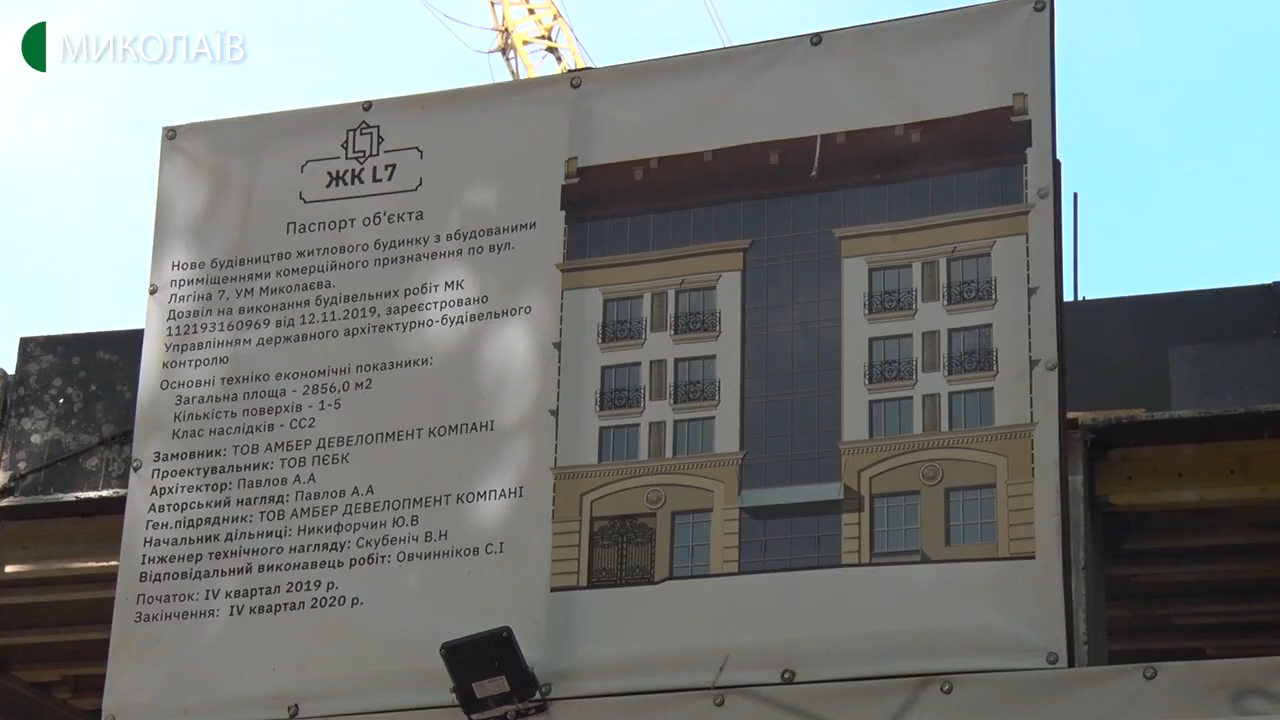 МИКОЛАЇВ
ЖК L7
Паспорт об‘єкта
Нове будівництво житлового будинку з вбудованими
приміщеннями комерційного призначення по вул.
Лягіна 7, УМ Миколаєва.
Дозвіл на виконання будівельних робіт МК
112193160969 від 12.11.2019, зареєстровано
Управлінням державного архітектурно-будівельного
контролю
Основні техніко економічні показники:
Загальна площа - 2856,0 м2
Кількість поверхів - 1-5
Клас наслідків - СС2
Замовник: ТОВ АМБЕР ДЕВЕЛОПМЕНТ КОМПАНІ
Проектувальник: ТОВ ПЄБК
Архітектор: Павлов А.А
Авторський нагляд: Павлов А.А
Ген.підрядник: ТОВ АМБЕР ДЕВЕЛОПМЕНТ КОМПАНІ
Начальник дільниці: Никифорчин Ю.В
Інженер технічного нагляду: Скубеніч В.Н
Відповідальний виконавець робіт: Овчинніков С.І
Початок: IV квартал 2019 р.
Закінчення: IV квартал 2020 р.